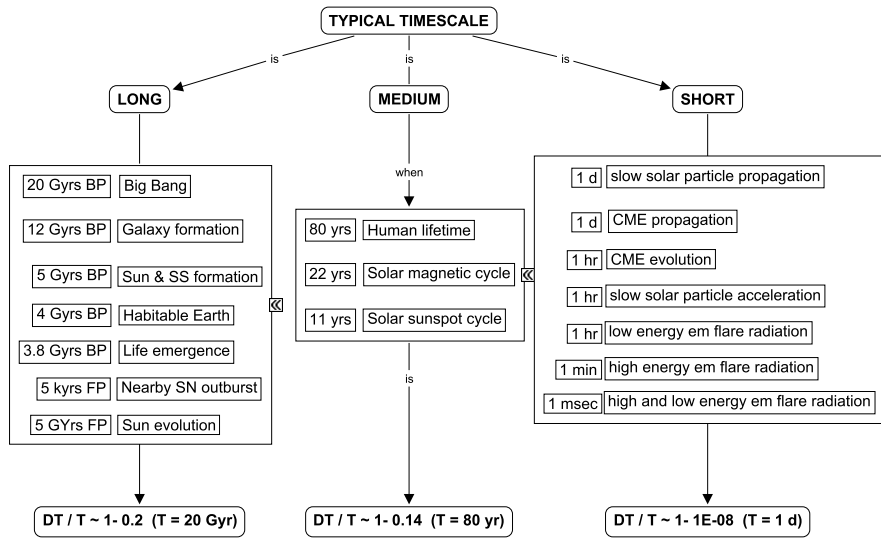 TYPICAL TIMESCALE
is
is
is
LONG
MEDIUM
SHORT
20 Gyrs BP Big Bang
12 Gyrs BP Galaxy formation
5 Gyrs BP Sun & SS formation
4 Gyrs BP Habitable Earth
3.8 Gyrs BP Life emergence
5 kyrs FP Nearby SN outburst
5 GYrs FP Sun evolution
when
80 yrs Human lifetime
22 yrs Solar magnetic cycle
11 yrs Solar sunspot cycle
is
1 d slow solar particle propagation
1 d CME propagation
1 hr CME evolution
1 hr slow solar particle acceleration
1 hr low energy em flare radiation
1 min high energy em flare radiation
1 msec high and low energy em flare radiation
DT / T ~ 1- 0.2 (T = 20 Gyr)
DT / T ~ 1- 0.14 (T = 80 yr)
DT / T ~ 1- 1E-08 (T = 1 d)